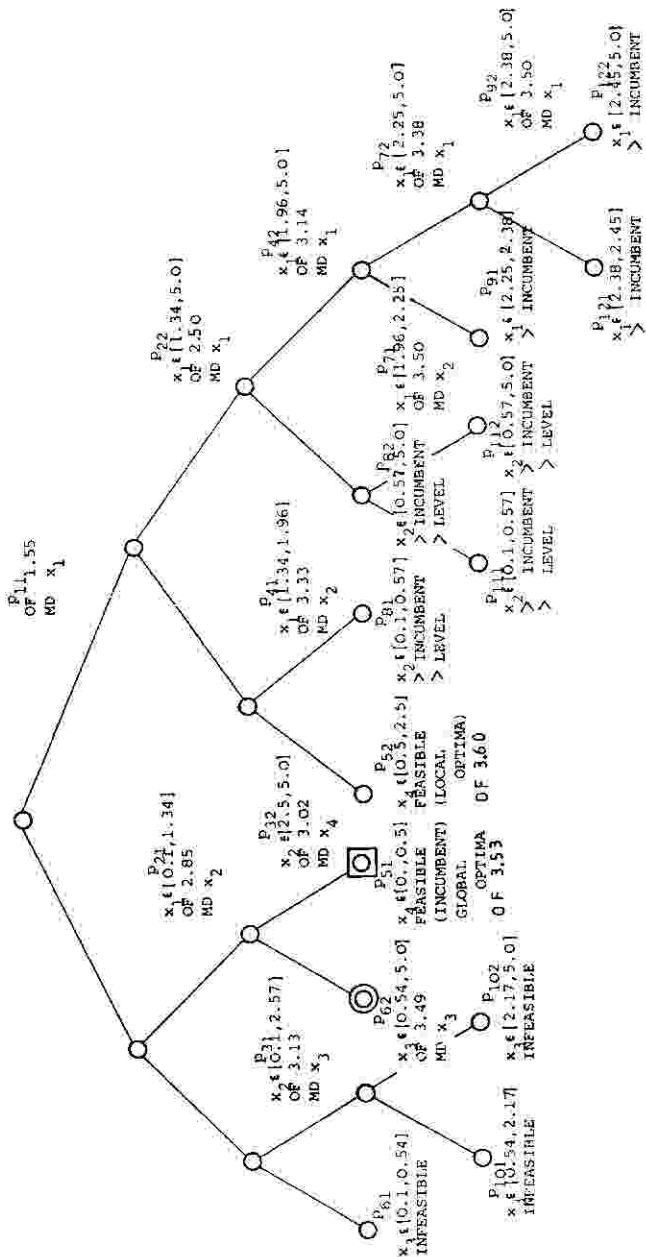 P11
OF 1.55
MD x1
P21
x1 ε [0.1,1.34]
OF 2.85
MD x2
P22
x1 ε [1.34,5.0]
OF 2.50
MD x1
P31
x2 ε [0.1,2.57]
OF 3.13
MD x3
P32
x2 ε [2.5,5.0]
OF 3.02
MD x4
P41
x1 ε [1.34,1.96]
OF 3.33
MD x2
P42
x1 ε [1.96,5.0]
OF 3.14
MD x1
P61
x3 ε [0.1,0.54]
INFEASIBLE
P62
x3 ε [0.54,5.0]
OF 3.49
MD x3
P51
x4 ε [0.,0.5]
FEASIBLE
(INCUMBENT)
GLOBAL
OPTIMA
OF 3.53
P52
x4 ε [0.5,2.5]
FEASIBLE
(LOCAL
OPTIMA)
OF 3.60
P81
x2 ε [0.1,0.57]
> INCUMBENT
> LEVEL
P82
x2 ε [0.57,5.0]
> INCUMBENT
> LEVEL
P71
x1 ε [1.96,2.25]
OF 3.50
MD x2
P72
x1 ε [2.25,5.0]
OF 3.38
MD x1
P101
x3 ε [0.54,2.17]
INFEASIBLE
P102
x3 ε [2.17,5.0]
INFEASIBLE
P111
x2 ε [0.1,0.57]
> INCUMBENT
> LEVEL
P112
x2 ε [0.57,5.0]
> INCUMBENT
> LEVEL
P91
x1 ε [2.25,2.38]
> INCUMBENT
P92
x1 ε [2.38,5.0]
OF 3.50
MD x1
P121
x1 ε [2.38,2.45]
> INCUMBENT
P122
x1 ε [2.45,5.0]
> INCUMBENT